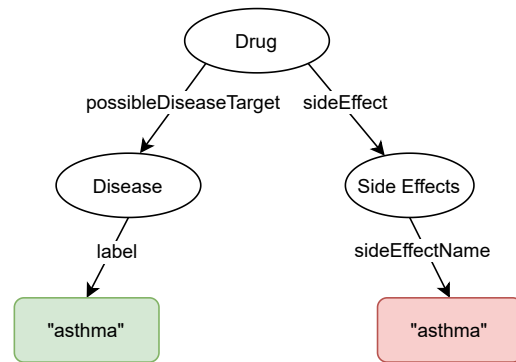 Drug
possibleDiseaseTarget
sideEffect
Disease
Side Effects
label
sideEffectName
"asthma"
"asthma"